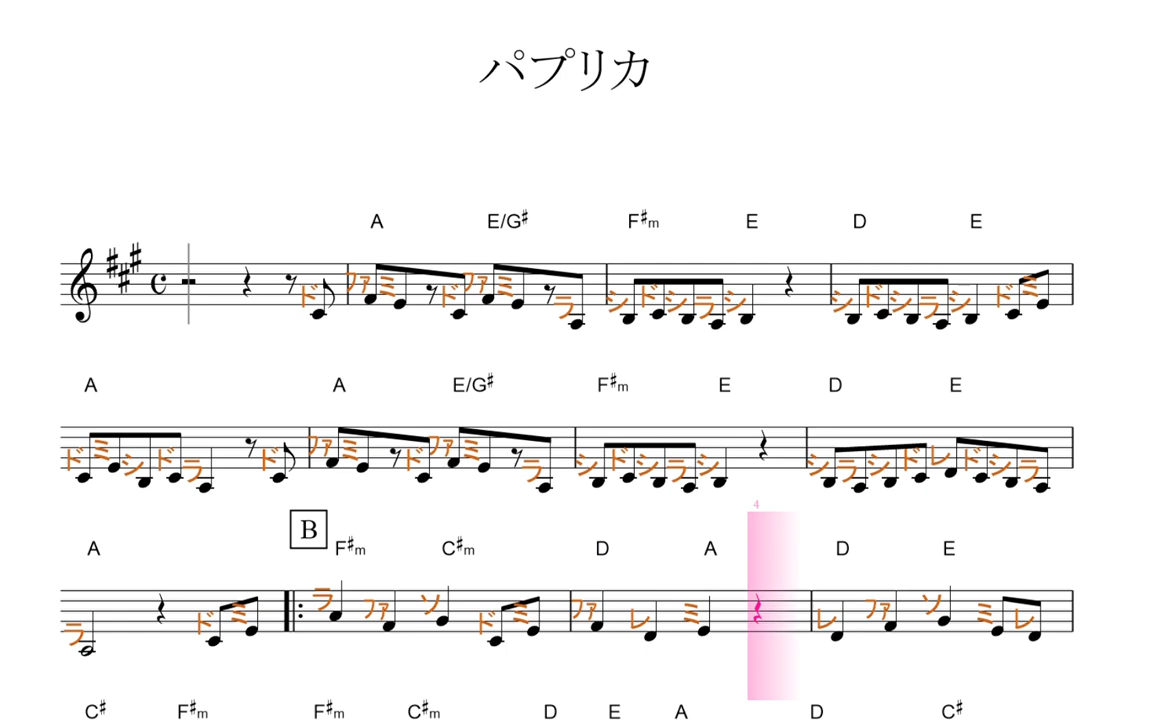 パプリカ
A E/G♯ F♯m E D E
ド ファ ミ ド ファ ミ ラ シ ド シ ラ シ シ ド シ ラ シ ド ミ
A A E/G♯ F♯m E D E
ド ミ シ ド ラ ド ファ ミ ド ファ ミ ラ シ ド シ ラ シ シ ラ シ ド レ ド シ ラ
4
B
A F♯m C♯m D A D E
ラ ド ミ ラ ファ ソ ド ミ ファ レ ミ レ ファ ソ ミ レ
C♯ F♯m F♯m C♯m D E A D C♯